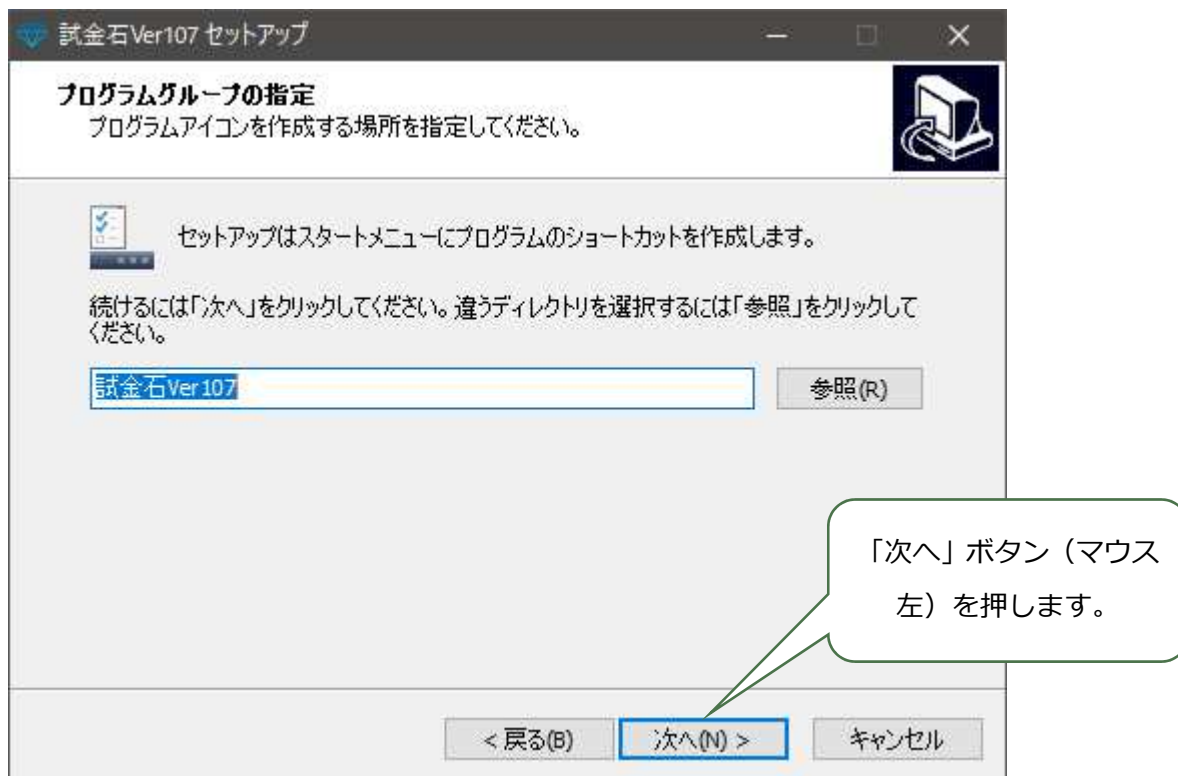 試金石Ver107 セットアップ
プログラムグループの指定
プログラムアイコンを作成する場所を指定してください。
セットアップはスタートメニューにプログラムのショートカットを作成します。
続けるには「次へ」をクリックしてください。違うディレクトリを選択するには「参照」をクリックして
ください。
試金石Ver107
参照(R)
「次へ」ボタン（マウス
左）を押します。
< 戻る(B)
次へ(N) >
キャンセル